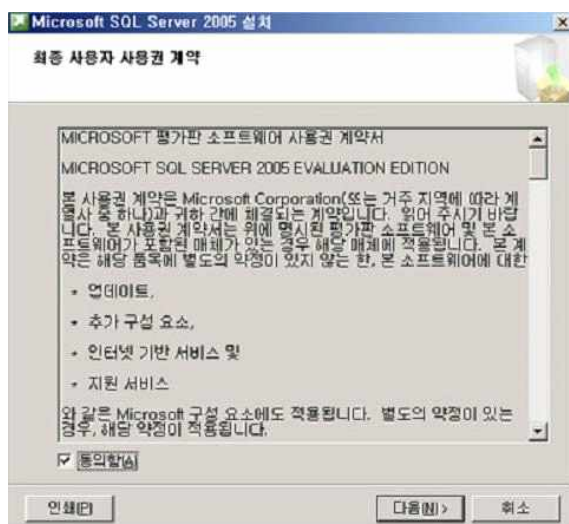 Microsoft SQL Server 2005 설치
최종 사용자 사용권 계약
MICROSOFT 평가판 소프트웨어 사용권 계약서
MICROSOFT SQL SERVER 2005 EVALUATION EDITION
본 사용권 계약은 Microsoft Corporation(또는 거주 지역에 따라 계
열사 중 하나)과 귀하 간에 체결되는 계약입니다. 읽어 주시기 바랍
니다. 본 사용권 계약서는 위에 명시된 평가판 소프트웨어 및 본 소
프트웨어가 포함된 매체가 있는 경우 해당 매체에 적용됩니다. 본 계
약은 해당 품목에 별도의 약정이 있지 않는 한, 본 소프트웨어에 대한
• 업데이트,
• 추가 구성 요소,
• 인터넷 기반 서비스 및
• 지원 서비스
와 같은 Microsoft 구성 요소에도 적용됩니다. 별도의 약정이 있는
경우, 해당 약정이 적용됩니다.
동의함(A)
인쇄(P) 다음(N) > 취소